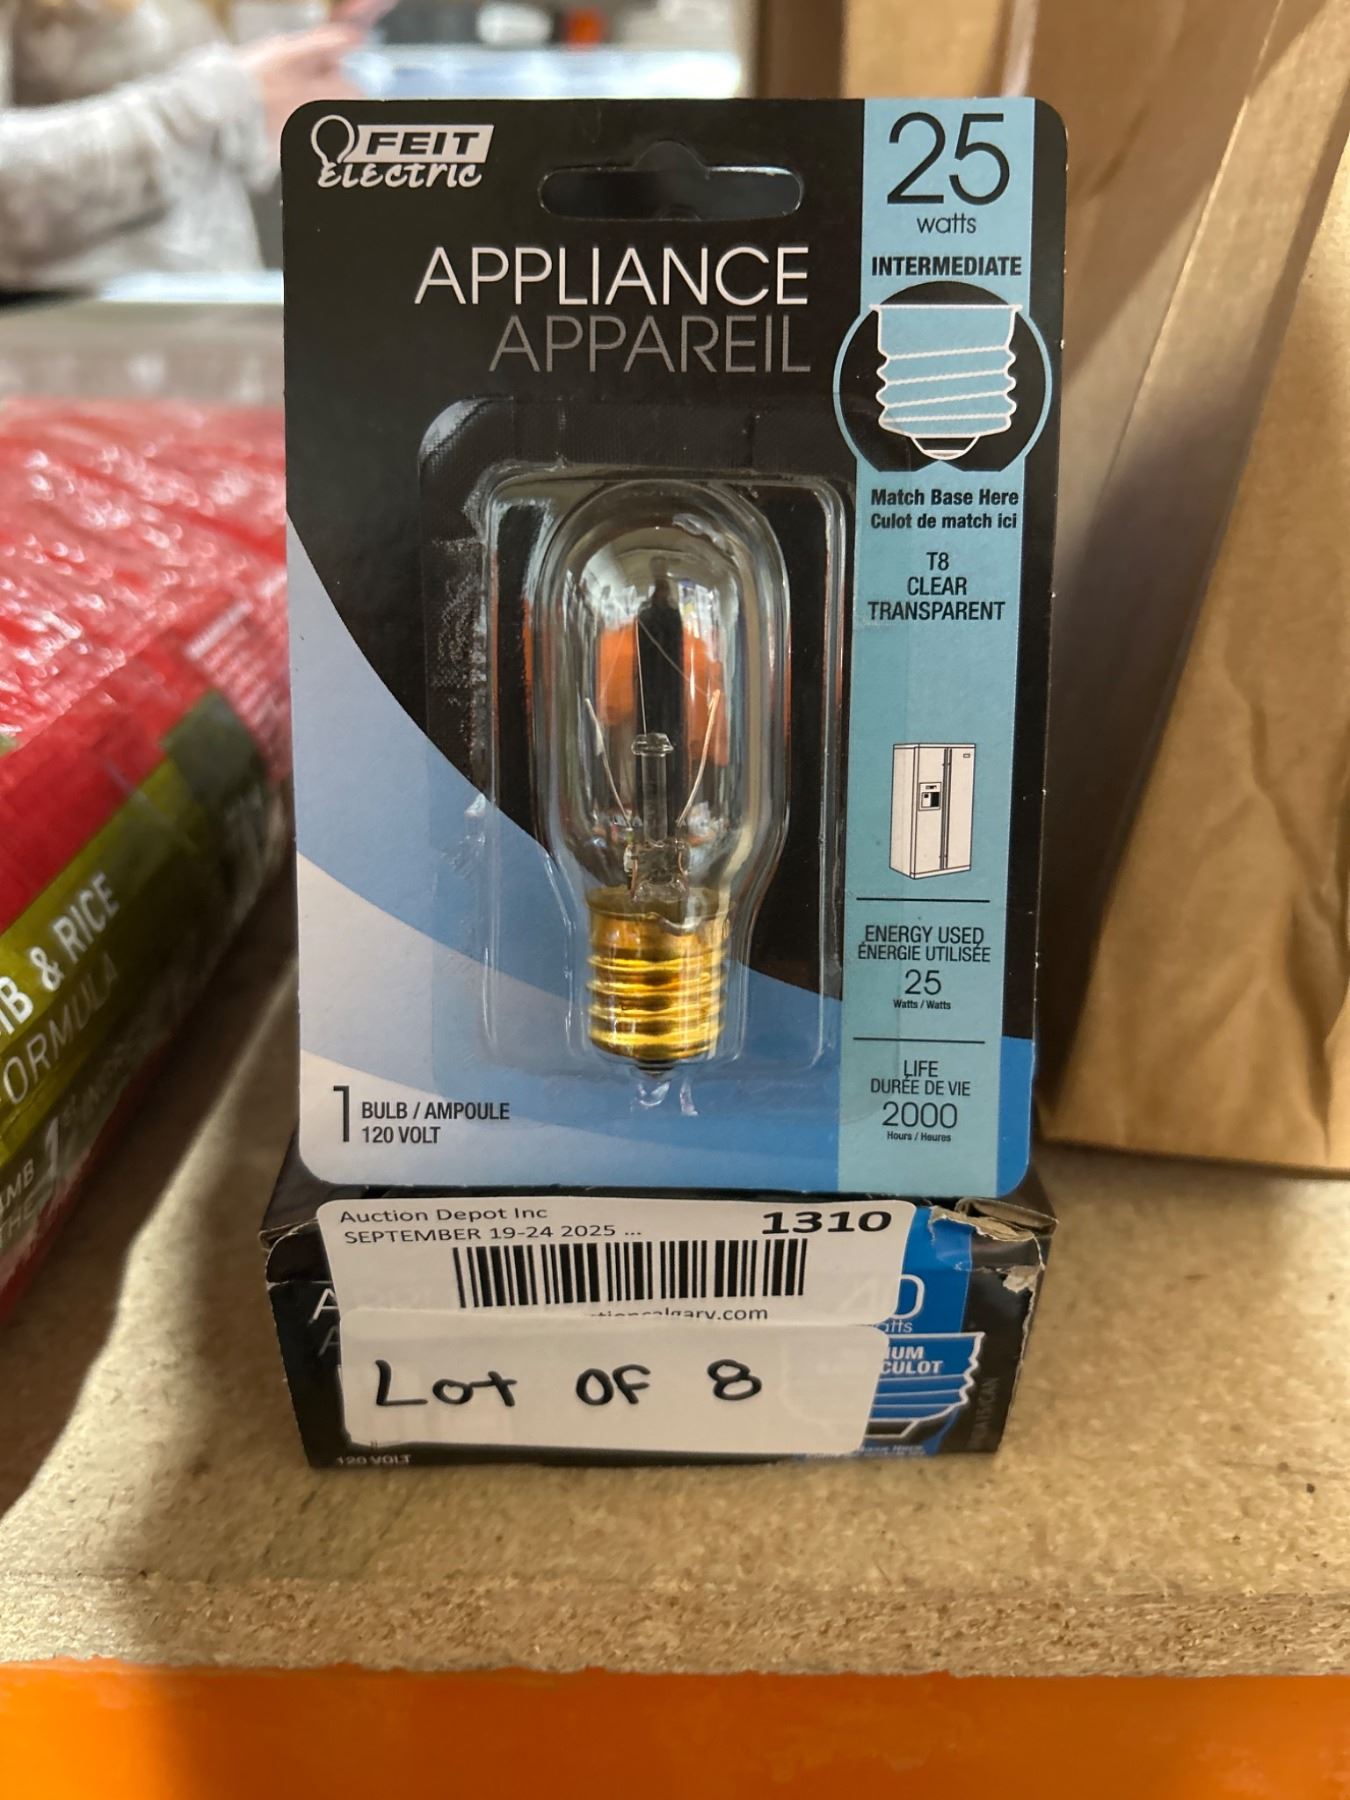 FEIT
ELECTRIC
APPLIANCE
APPAREIL
25
watts
INTERMEDIATE
Match Base Here
Culot de match ici
T8
CLEAR
TRANSPARENT
ENERGY USED
ÉNERGIE UTILISÉE
25
Watts / Watts
LIFE
DURÉE DE VIE
2000
Hours / Heures
1 BULB / AMPOULE
120 VOLT
Auction Depot Inc
SEPTEMBER 19-24 2025 ...
1310
Lot OF 8
120 VOLT
CULOT
& RICE